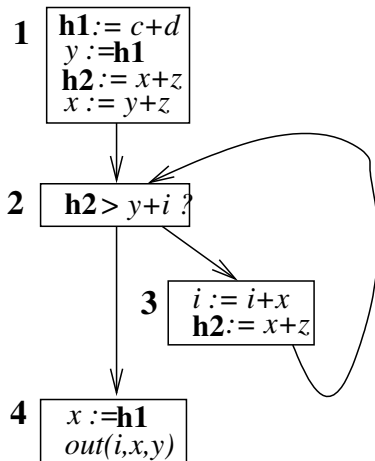 1
h1:= c+d
y :=h1
h2:= x+z
x := y+z
2
h2> y+i ?
3
i := i+x
h2:= x+z
4
x :=h1
out(i,x,y)